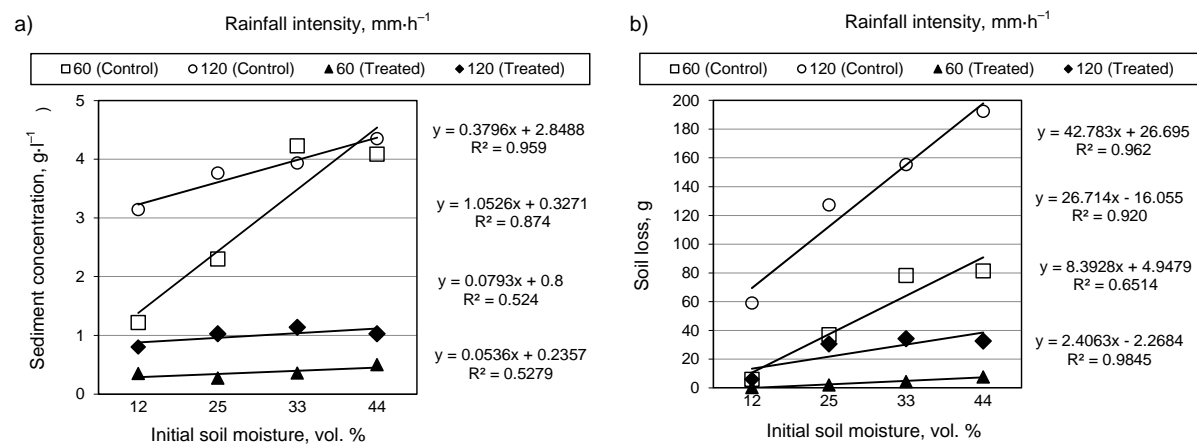 a)
Rainfall intensity, mm·h⁻¹
60 (Control) 120 (Control) 60 (Treated) 120 (Treated)
Sediment concentration, g·l⁻¹ )
5
4
3
2
1
0
12 25 33 44
Initial soil moisture, vol. %
y = 0.3796x + 2.8488
R² = 0.959
y = 1.0526x + 0.3271
R² = 0.874
y = 0.0793x + 0.8
R² = 0.524
y = 0.0536x + 0.2357
R² = 0.5279
b)
Rainfall intensity, mm·h⁻¹
60 (Control) 120 (Control) 60 (Treated) 120 (Treated)
Soil loss, g
200
180
160
140
120
100
80
60
40
20
0
12 25 33 44
Initial soil moisture, vol. %
y = 42.783x + 26.695
R² = 0.962
y = 26.714x - 16.055
R² = 0.920
y = 8.3928x + 4.9479
R² = 0.6514
y = 2.4063x - 2.2684
R² = 0.9845